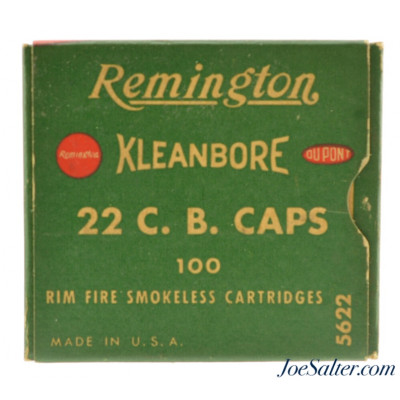 Remington
Remington
KLEANBORE
DU PONT
22 C. B. CAPS
100
RIM FIRE SMOKELESS CARTRIDGES
5622
MADE IN U. S. A.
JoeSalter.com